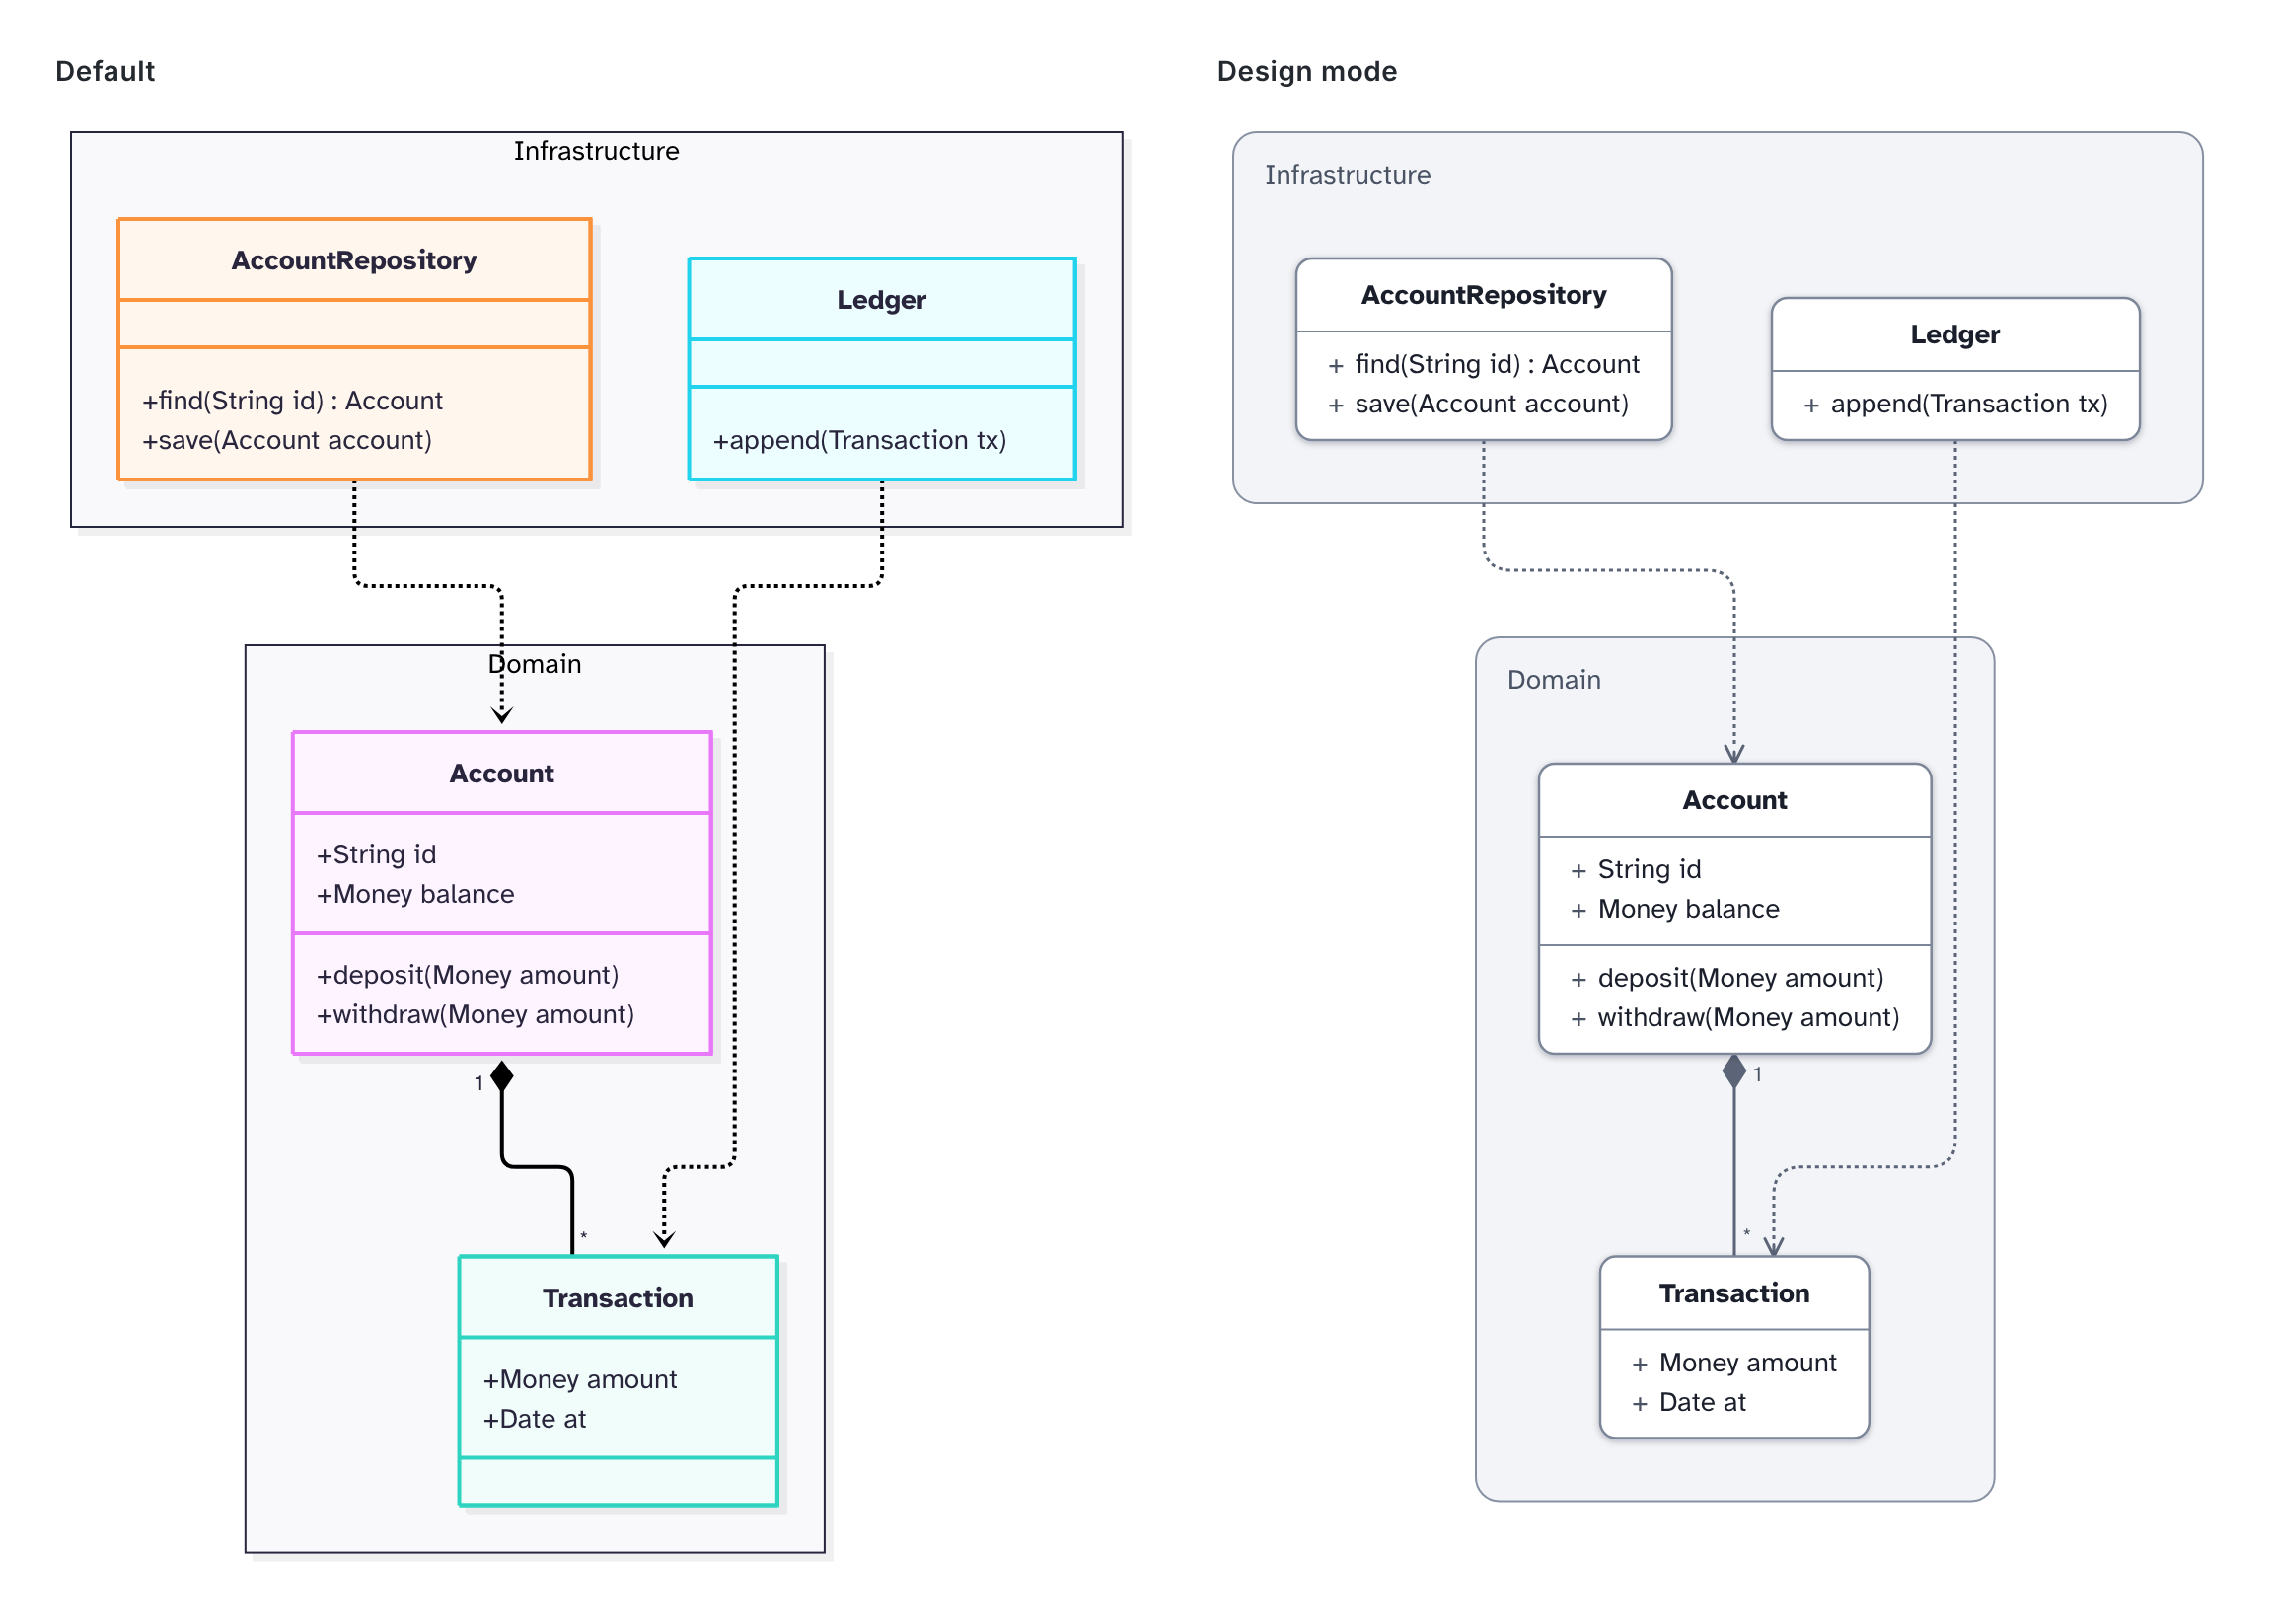 Default
Infrastructure
AccountRepository
+find(String id) : Account
+save(Account account)
Ledger
+append(Transaction tx)
Domain
Account
+String id
+Money balance
+deposit(Money amount)
+withdraw(Money amount)
1
*
Transaction
+Money amount
+Date at
Design mode
Infrastructure
AccountRepository
+ find(String id) : Account
+ save(Account account)
Ledger
+ append(Transaction tx)
Domain
Account
+ String id
+ Money balance
+ deposit(Money amount)
+ withdraw(Money amount)
1
*
Transaction
+ Money amount
+ Date at